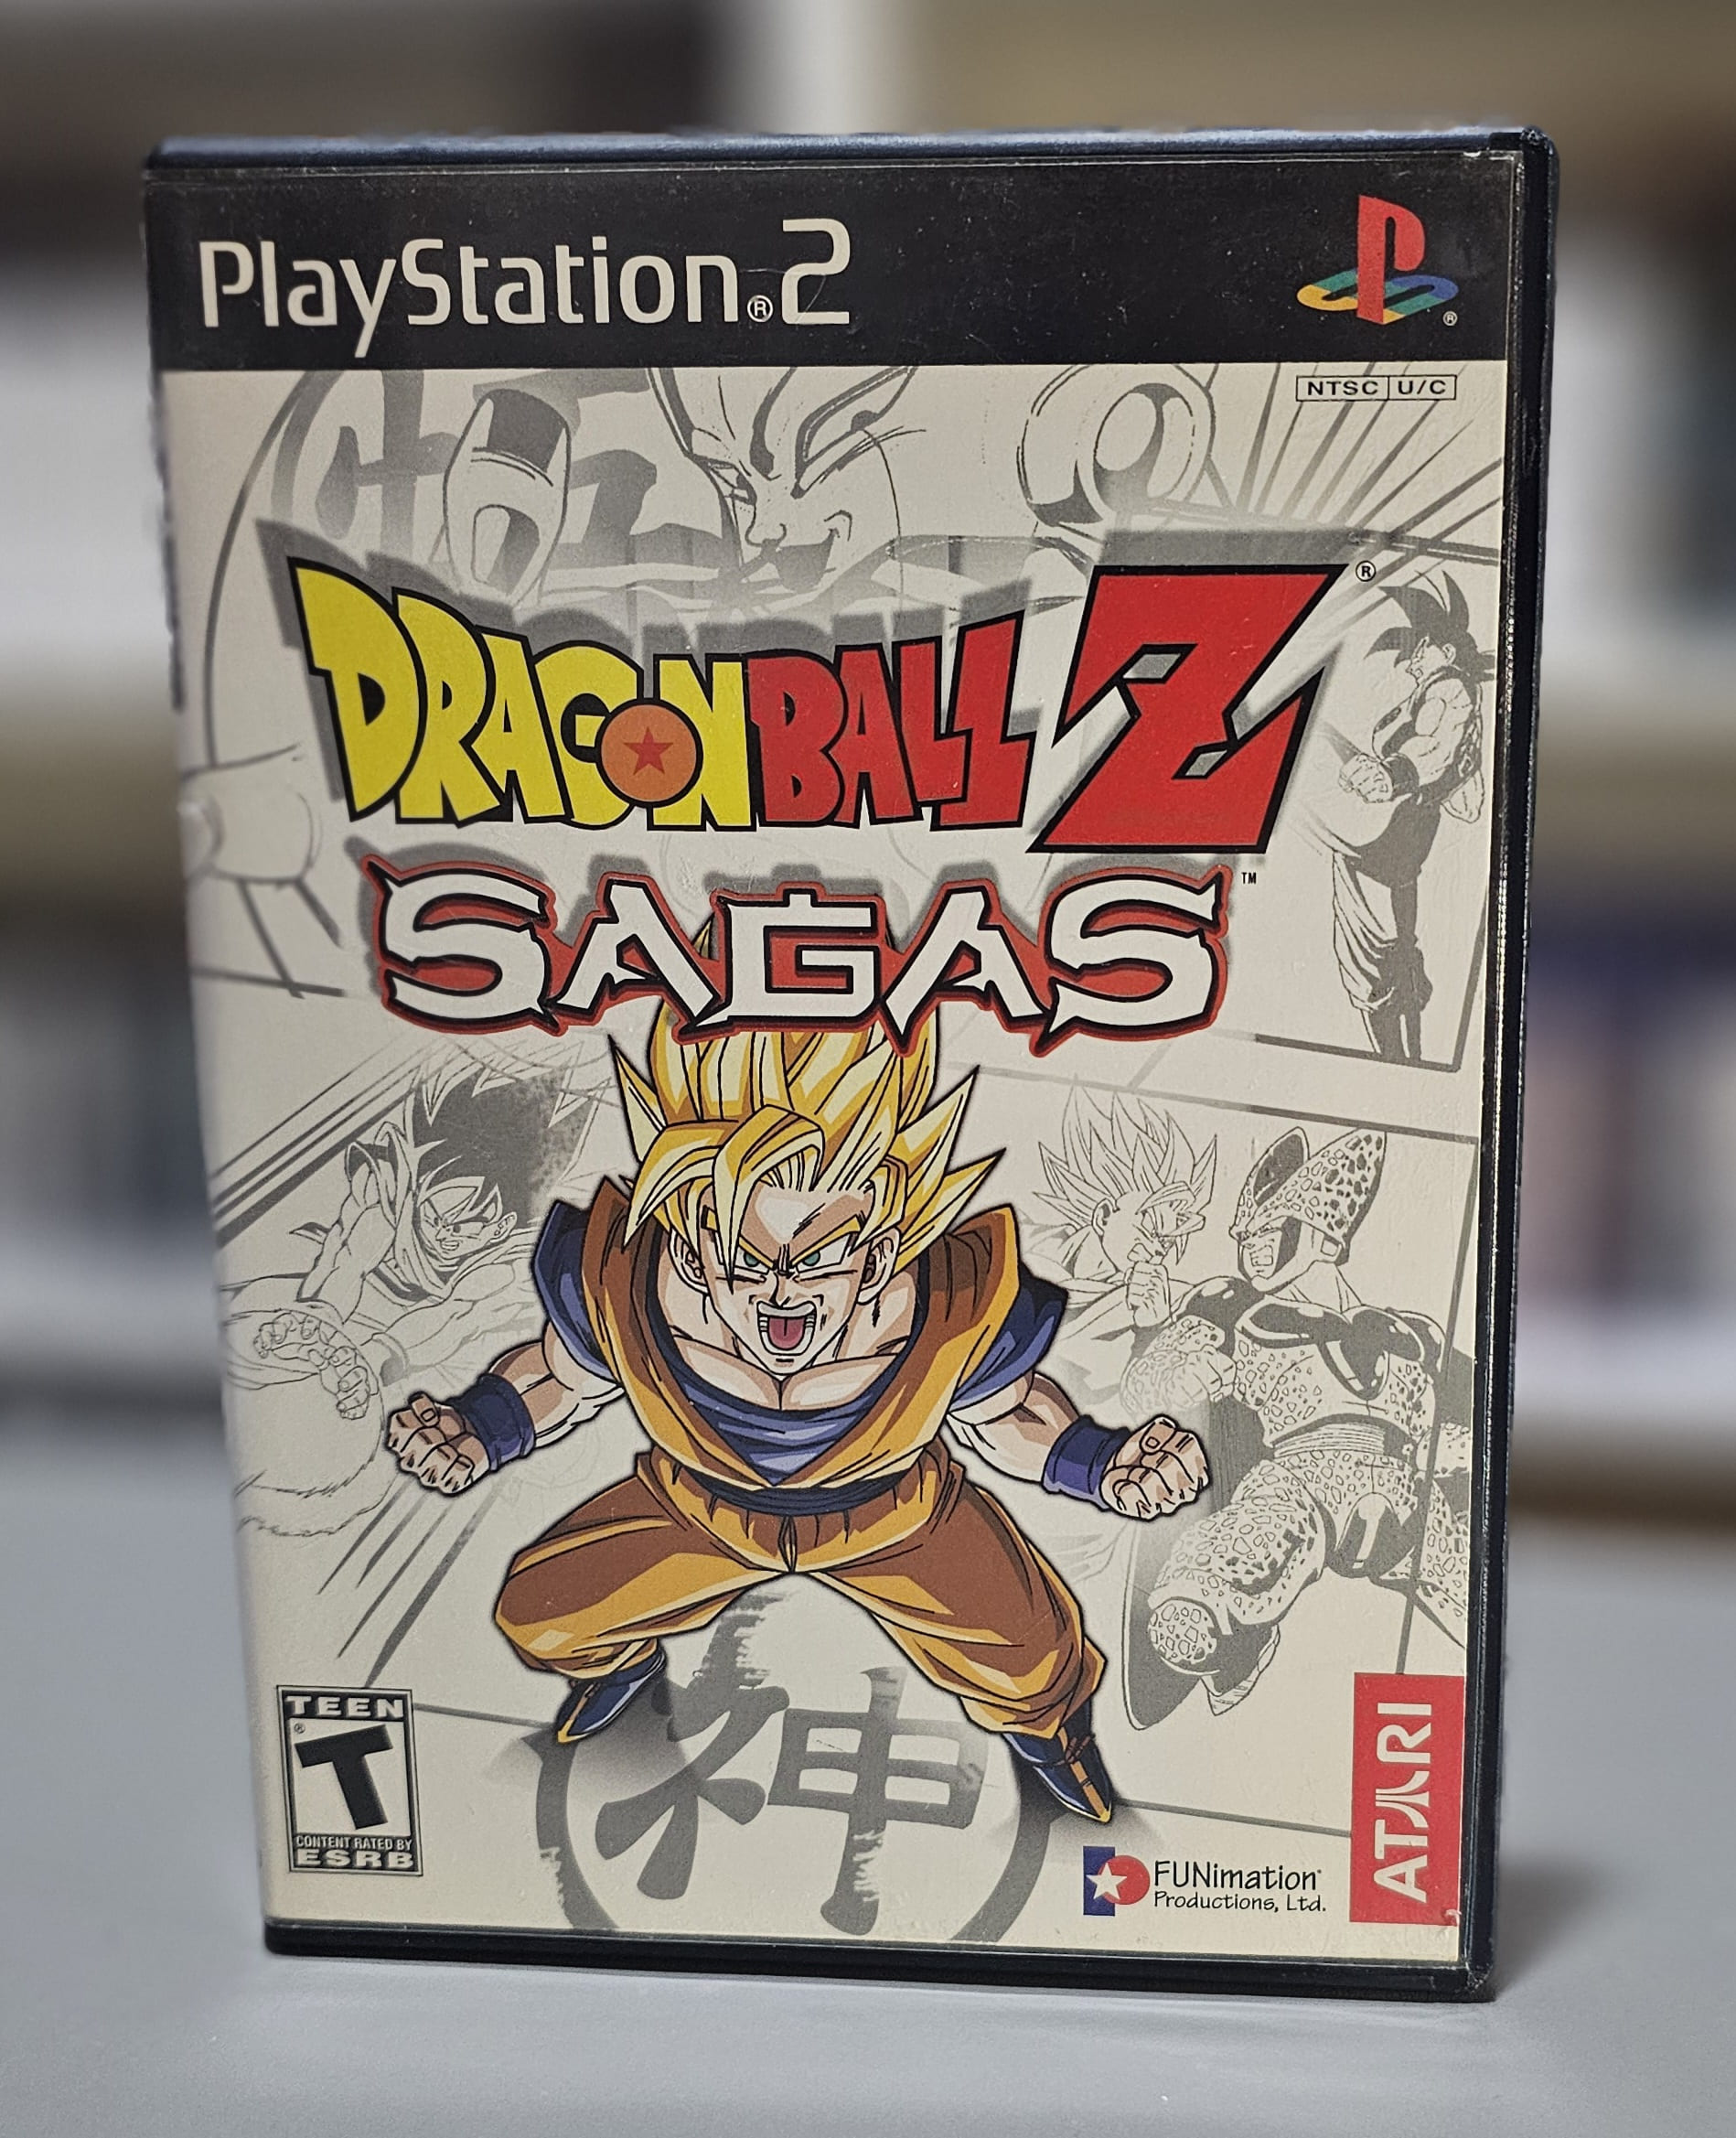 PlayStation®2
NTSC U/C
DRAGONBALL Z®
SAGAS™
神
TEEN
T®
CONTENT RATED BY
ESRB
FUNimation
Productions, Ltd.
ATARI